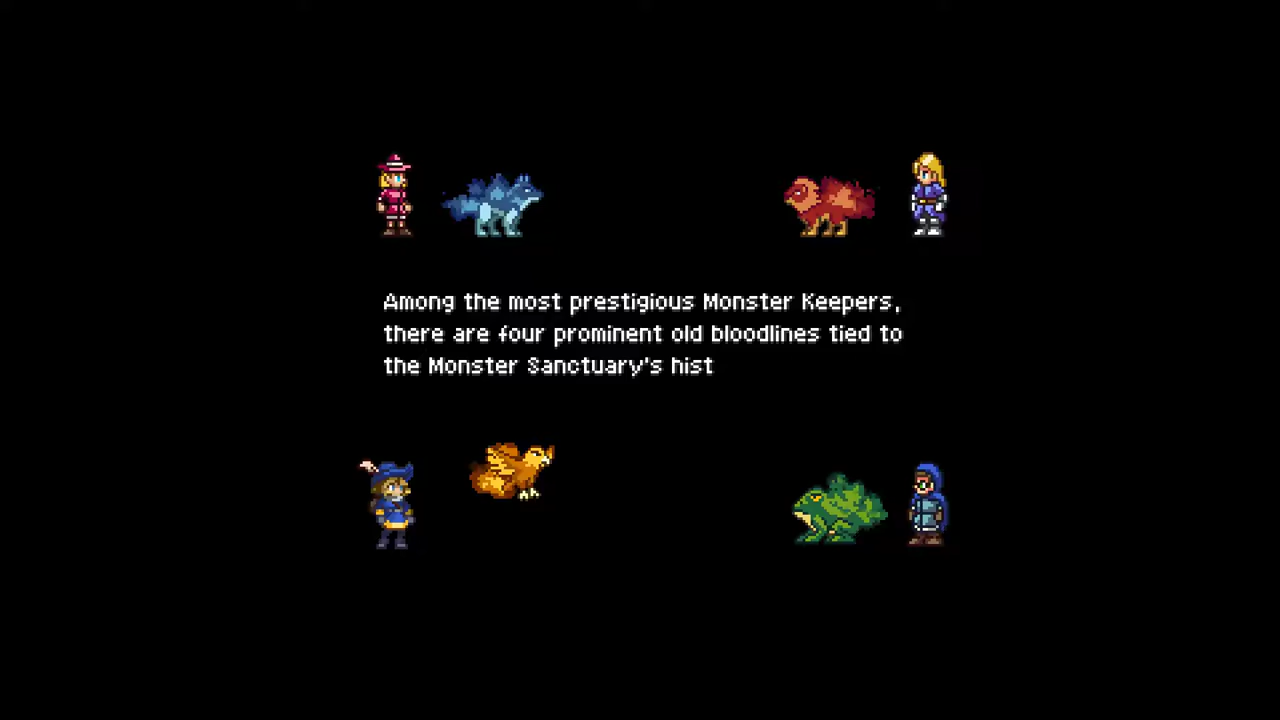 Among the most prestigious Monster Keepers,
there are four prominent old bloodlines tied to
the Monster Sanctuary's hist